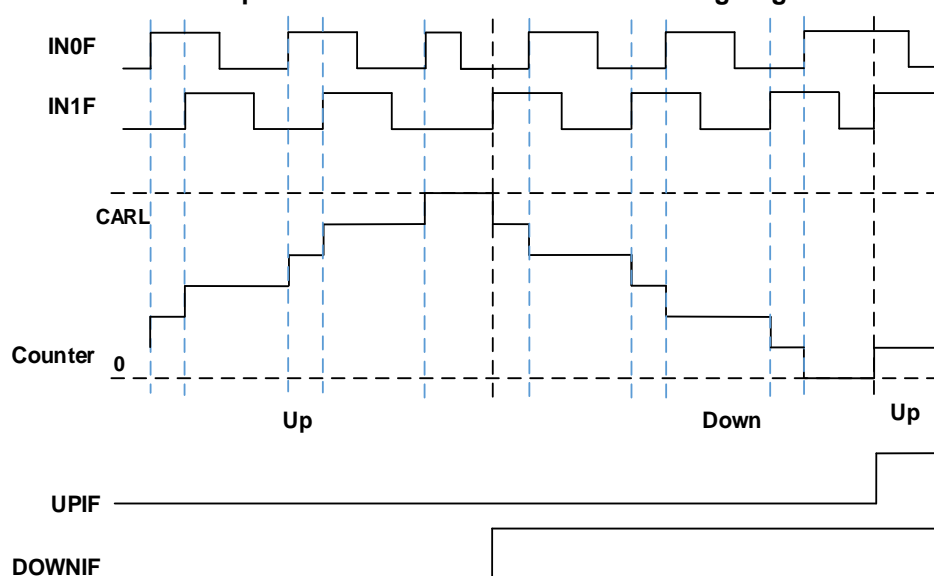 IN0F
IN1F
CARL
Counter 0
Up Down Up
UPIF
DOWNIF